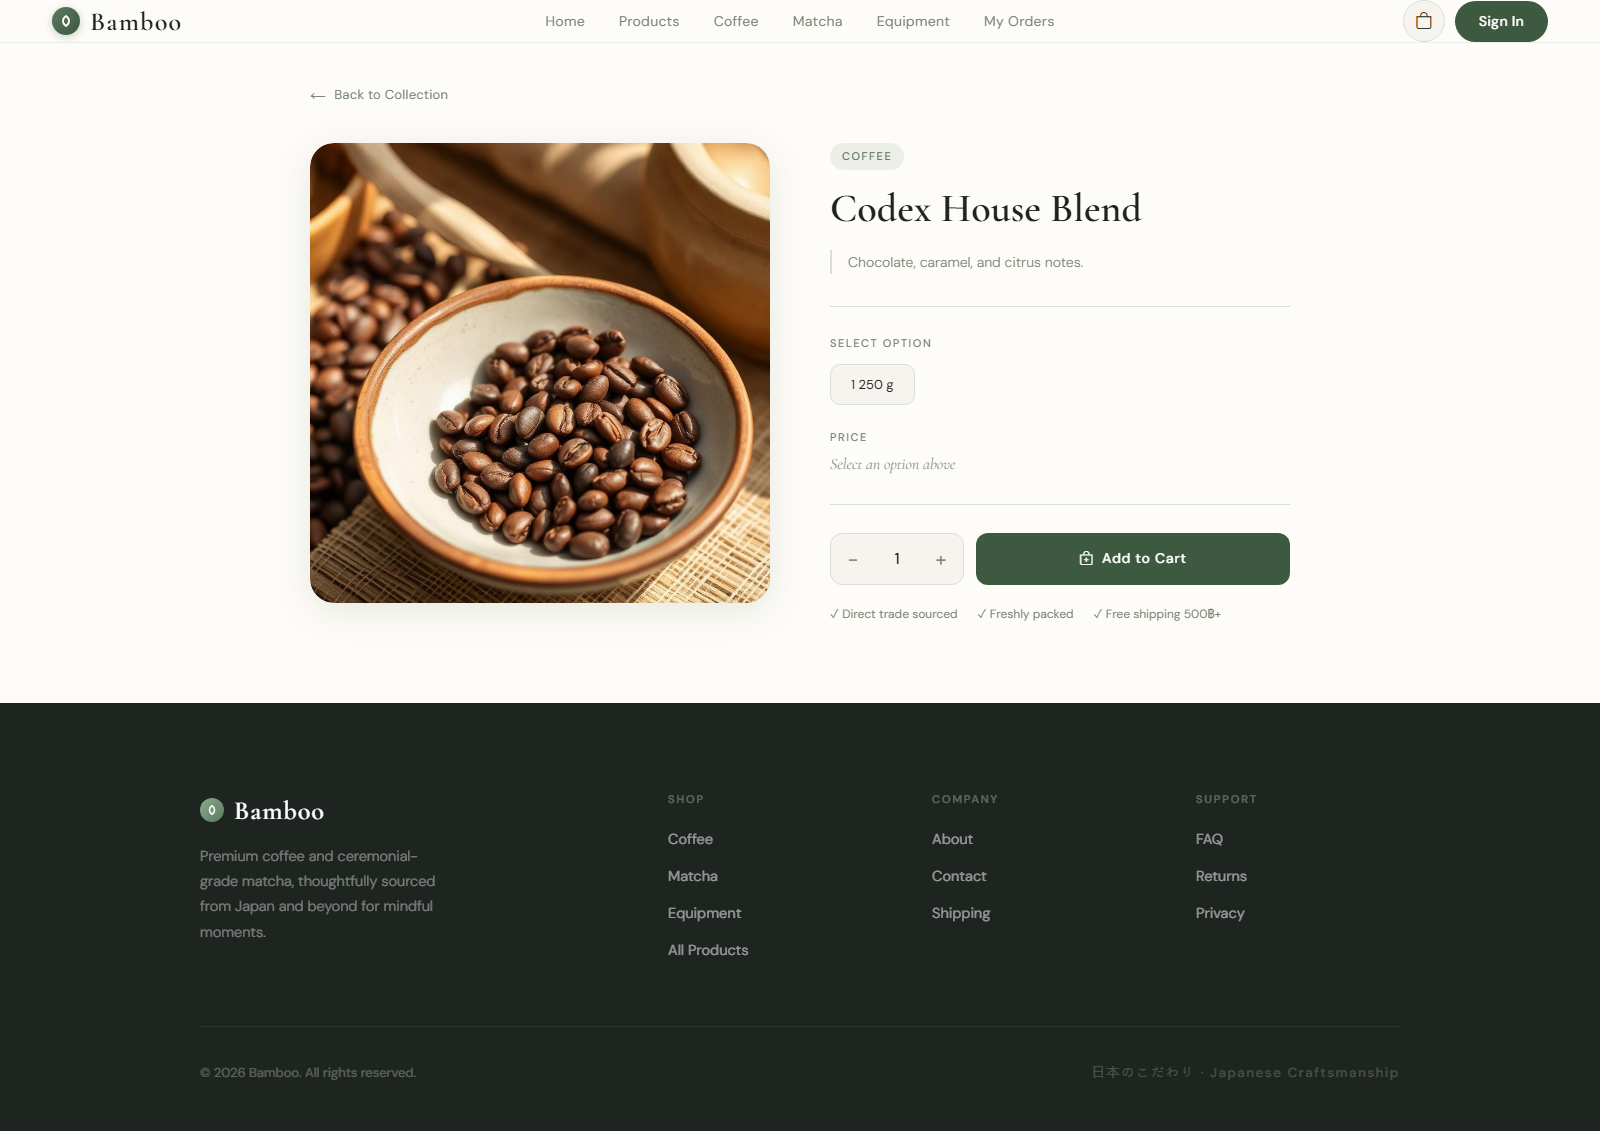 Bamboo
Home Products Coffee Matcha Equipment My Orders
Sign In
← Back to Collection
COFFEE
Codex House Blend
Chocolate, caramel, and citrus notes.
SELECT OPTION
1 250 g
PRICE
Select an option above
− 1 +
Add to Cart
✓ Direct trade sourced ✓ Freshly packed ✓ Free shipping 500฿+
Bamboo
Premium coffee and ceremonial-
grade matcha, thoughtfully sourced
from Japan and beyond for mindful
moments.
SHOP
Coffee
Matcha
Equipment
All Products
COMPANY
About
Contact
Shipping
SUPPORT
FAQ
Returns
Privacy
© 2026 Bamboo. All rights reserved.
日本のこだわり · Japanese Craftsmanship